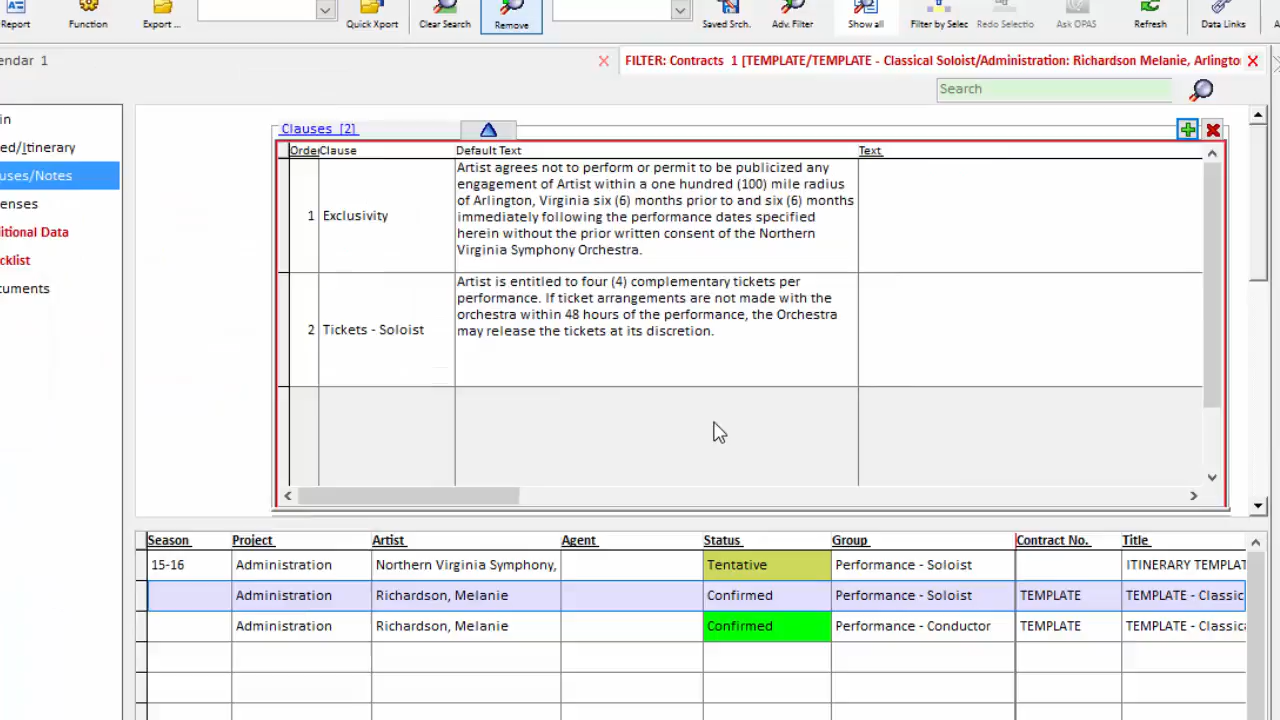 Report Function Export ... Quick Xport Clear Search Remove Saved Srch. Adv. Filter Show all Filter by Selec Redo Selectio Ask OPAS Refresh Data Links
endar 1 FILTER: Contracts 1 [TEMPLATE/TEMPLATE - Classical Soloist/Administration: Richardson Melanie, Arlingto
Search
in
ed/Itinerary
uses/Notes
enses
litional Data
cklist
cuments
Clauses [2]
Order Clause Default Text Text
1 Exclusivity
Artist agrees not to perform or permit to be publicized any
engagement of Artist within a one hundred (100) mile radius
of Arlington, Virginia six (6) months prior to and six (6) months
immediately following the performance dates specified
herein without the prior written consent of the Northern
Virginia Symphony Orchestra.
2 Tickets - Soloist
Artist is entitled to four (4) complementary tickets per
performance. If ticket arrangements are not made with the
orchestra within 48 hours of the performance, the Orchestra
may release the tickets at its discretion.
Season Project Artist Agent Status Group Contract No. Title
15-16 Administration Northern Virginia Symphony, Tentative Performance - Soloist ITINERARY TEMPLAT
Administration Richardson, Melanie Confirmed Performance - Soloist TEMPLATE TEMPLATE - Classic
Administration Richardson, Melanie Confirmed Performance - Conductor TEMPLATE TEMPLATE - Classica